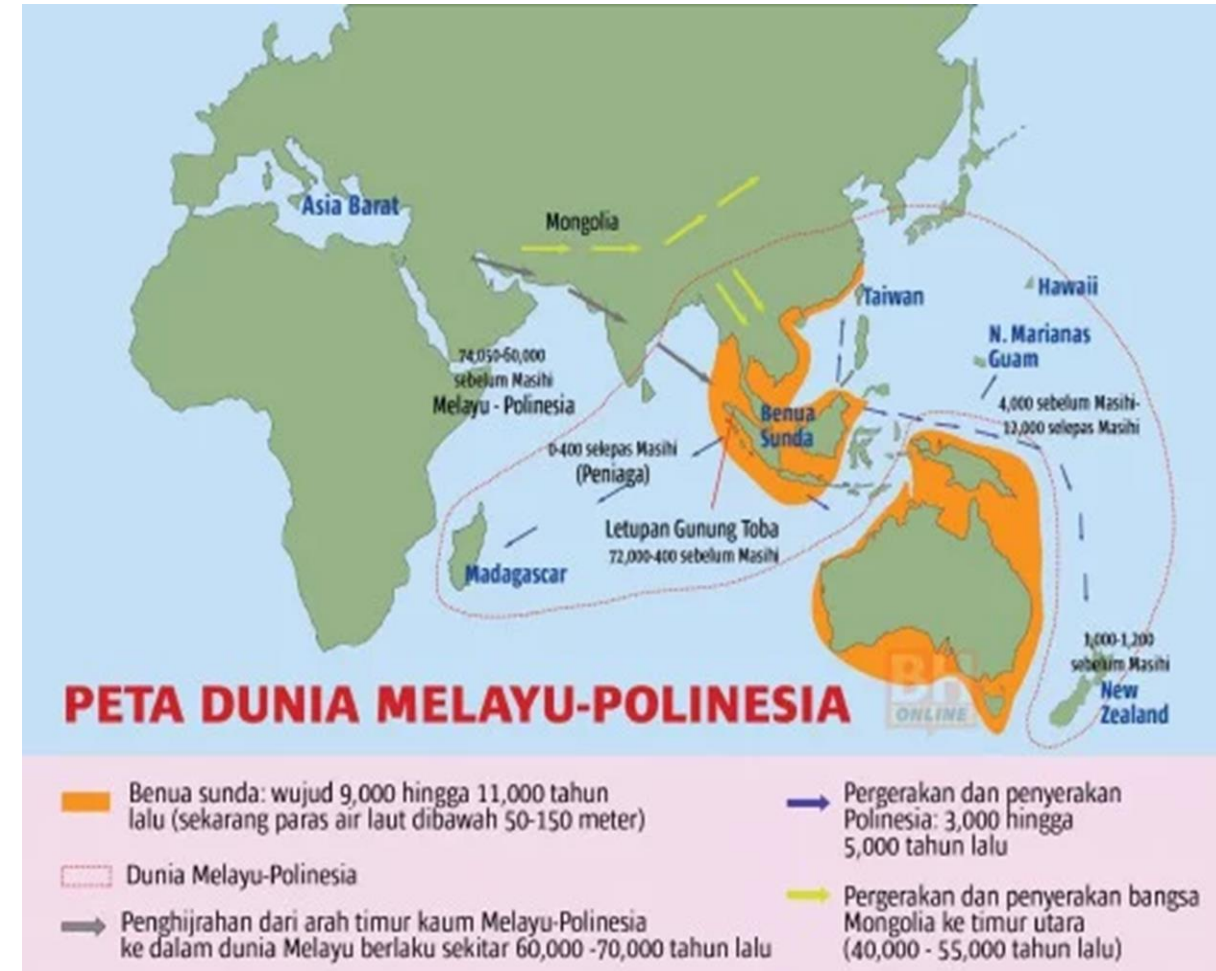 Asia Barat
Mongolia
Taiwan
Hawaii
N. Marianas
Guam
74,050-60,000
sebelum Masihi
Melayu - Polinesia
4,000 sebelum Masihi-
12,000 selepas Masihi
Benua
Sunda
0-400 selepas Masihi
(Peniaga)
Letupan Gunung Toba
72,000-400 sebelum Masihi
Madagascar
1,000-1,200
sebelum Masihi
New
Zealand
BH
ONLINE
PETA DUNIA MELAYU-POLINESIA
Benua sunda: wujud 9,000 hingga 11,000 tahun
lalu (sekarang paras air laut dibawah 50-150 meter)
Dunia Melayu-Polinesia
Penghijrahan dari arah timur kaum Melayu-Polinesia
ke dalam dunia Melayu berlaku sekitar 60,000 -70,000 tahun lalu
Pergerakan dan penyerakan
Polinesia: 3,000 hingga
5,000 tahun lalu
Pergerakan dan penyerakan bangsa
Mongolia ke timur utara
(40,000 - 55,000 tahun lalu)